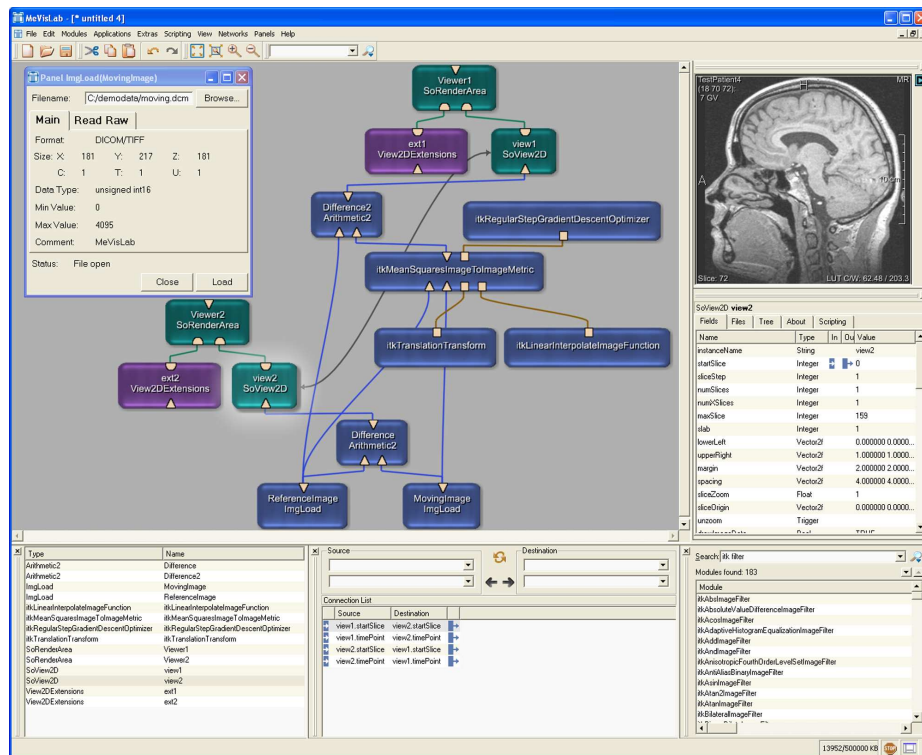 MeVisLab - [* untitled 4]
File Edit Modules Applications Extras Scripting View Networks Panels Help
Panel ImgLoad(MovingImage)
Filename: C:/demodata/moving.dcm Browse...
Main Read Raw
Format: DICOM/TIFF
Size: X: 181 Y: 217 Z: 181
C: 1 T: 1 U: 1
Data Type: unsigned int16
Min Value: 0
Max Value: 4095
Comment: MeVisLab
Status: File open
Close Load
Viewer1
SoRenderArea
ext1
View2DExtensions
view1
SoView2D
Difference2
Arithmetic2
itkRegularStepGradientDescentOptimizer
itkMeanSquaresImageToImageMetric
Viewer2
SoRenderArea
itkTranslationTransform
itkLinearInterpolateImageFunction
ext2
View2DExtensions
view2
SoView2D
Difference
Arithmetic2
ReferenceImage
ImgLoad
MovingImage
ImgLoad
TestPatient4
(18 70 72):
7 GV
MR
A
10 cm
Slice: 72
LUT C/W: 62.48 / 203.3
SoView2D view2
Fields Files Tree About Scripting
Name Type In Ou Value
instanceName String view2
startSlice Integer 0
sliceStep Integer 1
numSlices Integer 1
numXSlices Integer 1
maxSlice Integer 159
slab Integer 1
lowerLeft Vector2f 0.000000 0.0000...
upperRight Vector2f 1.000000 1.0000...
margin Vector2f 2.000000 2.0000...
spacing Vector2f 4.000000 4.0000...
sliceZoom Float 1
sliceOrigin Vector2f 0.000000 0.0000...
unzoom Trigger
Type Name
Arithmetic2 Difference
Arithmetic2 Difference2
ImgLoad MovingImage
ImgLoad ReferenceImage
itkLinearInterpolateImageFunction itkLinearInterpolateImageFunction
itkMeanSquaresImageToImageMetric itkMeanSquaresImageToImageMetric
itkRegularStepGradientDescentOptimizer itkRegularStepGradientDescentOptimizer
itkTranslationTransform itkTranslationTransform
SoRenderArea Viewer1
SoRenderArea Viewer2
SoView2D view1
SoView2D view2
View2DExtensions ext1
View2DExtensions ext2
Source Destination
Connection List
Source Destination
view1.startSlice view2.startSlice
view1.timePoint view2.timePoint
view2.startSlice view1.startSlice
view2.timePoint view1.timePoint
Search: itk filter
Modules found: 183
Module
itkAbsImageFilter
itkAbsoluteValueDifferenceImageFilter
itkAcosImageFilter
itkAdaptiveHistogramEqualizationImageFilter
itkAddImageFilter
itkAndImageFilter
itkAnisotropicFourthOrderLevelSetImageFilter
itkAntiAliasBinaryImageFilter
itkAsinImageFilter
itkAtan2ImageFilter
itkAtanImageFilter
itkBilateralImageFilter
13952/500000 KB
STOP